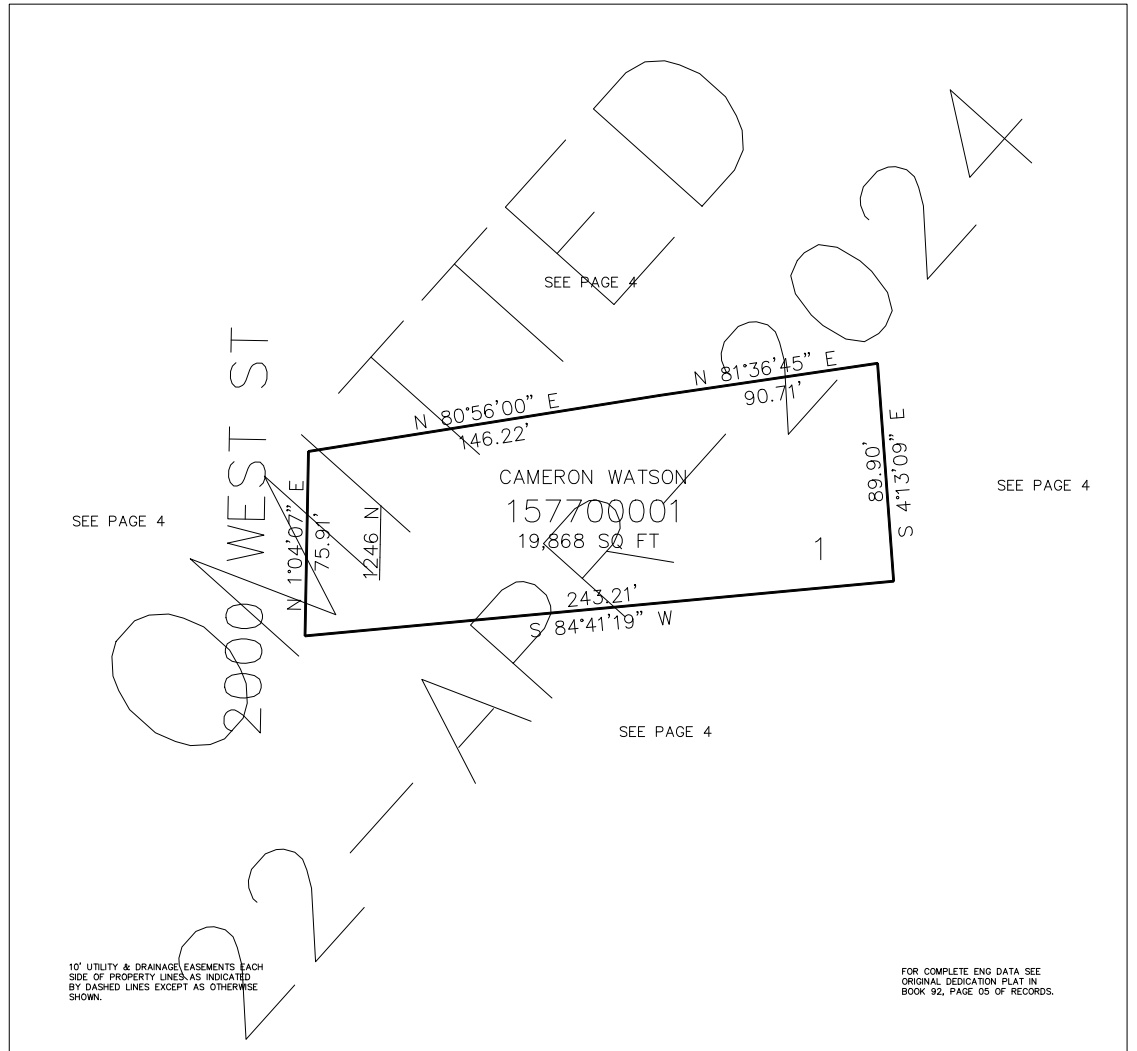 OMITTED
22-APR-2024
SEE PAGE 4
N 81°36'45" E
90.71'
N 80°56'00" E
146.22'
2000 WEST ST
SEE PAGE 4
N 1°04'07" E
75.91'
1246 N
CAMERON WATSON
157700001
19,868 SQ FT
1
89.90'
S 4°13'09" E
SEE PAGE 4
243.21'
S 84°41'19" W
SEE PAGE 4
10' UTILITY & DRAINAGE EASEMENTS EACH
SIDE OF PROPERTY LINES AS INDICATED
BY DASHED LINES EXCEPT AS OTHERWISE
SHOWN.
FOR COMPLETE ENG DATA SEE
ORIGINAL DEDICATION PLAT IN
BOOK 92, PAGE 05 OF RECORDS.